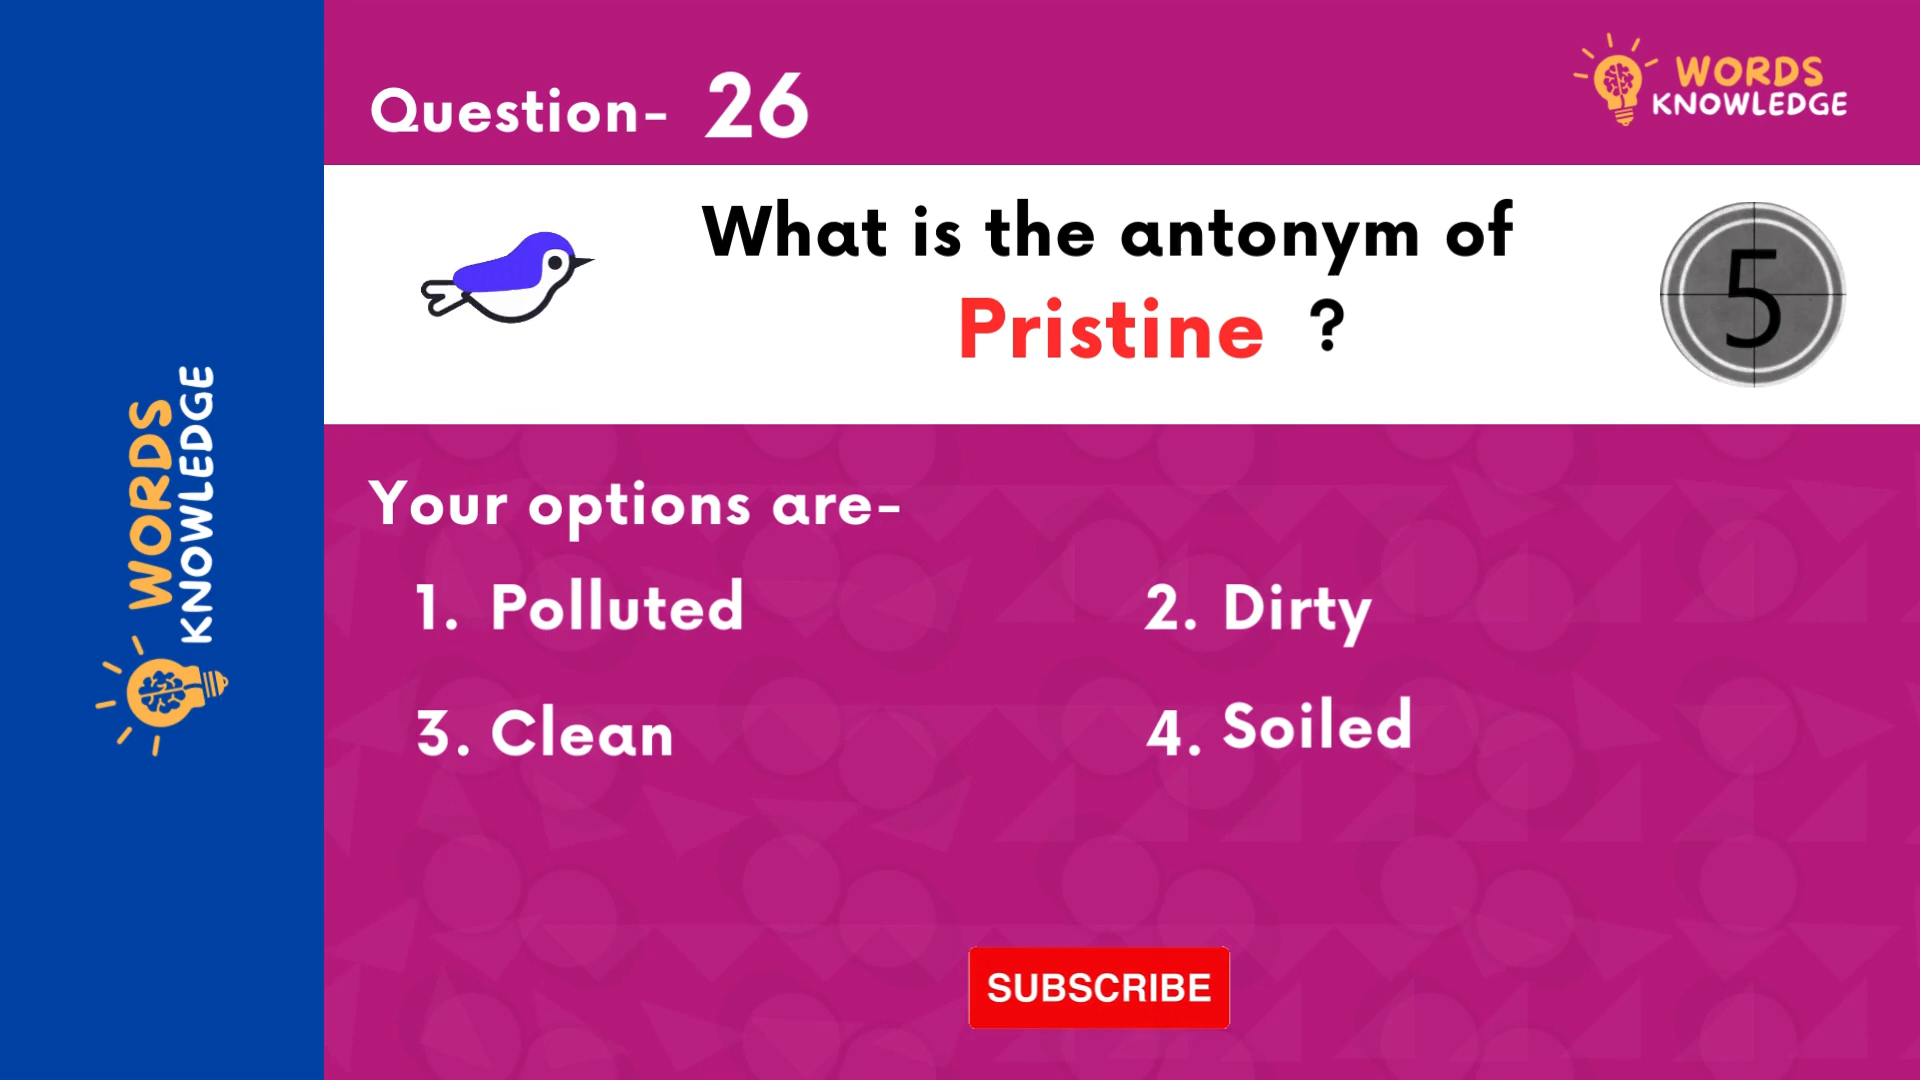 Question- 26
WORDS
KNOWLEDGE
What is the antonym of
Pristine ?
5
Your options are-
1. Polluted
2. Dirty
3. Clean
4. Soiled
SUBSCRIBE
WORDS
KNOWLEDGE